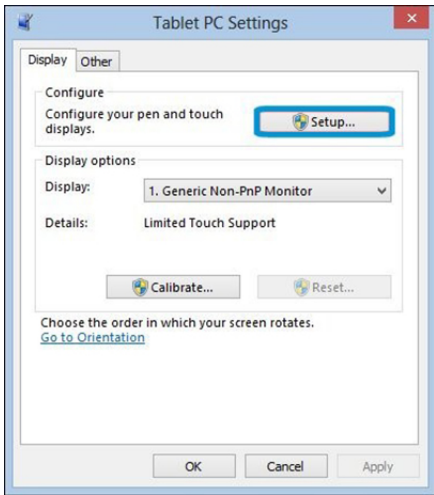 Tablet PC Settings
Display Other
Configure
Configure your pen and touch
displays.
Setup...
Display options
Display:
1. Generic Non-PnP Monitor
Details:
Limited Touch Support
Calibrate...
Reset...
Choose the order in which your screen rotates.
Go to Orientation
OK
Cancel
Apply